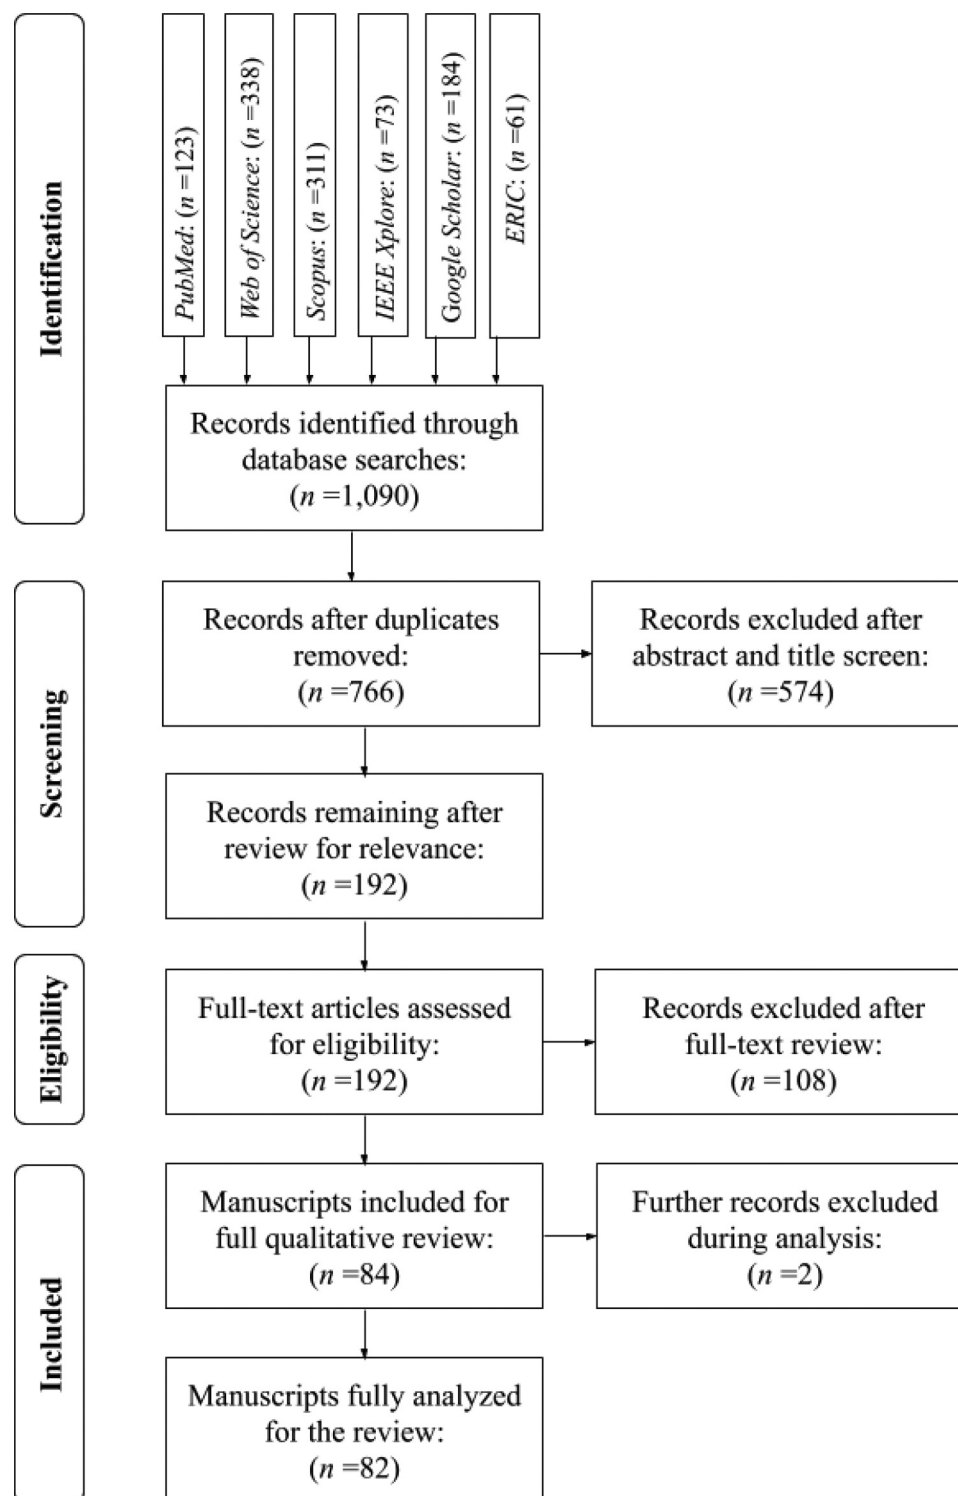 Identification
PubMed: (n =123)
Web of Science: (n =338)
Scopus: (n =311)
IEEE Xplore: (n =73)
Google Scholar: (n =184)
ERIC: (n =61)
Records identified through
database searches:
(n =1,090)
Screening
Records after duplicates
removed:
(n =766)
Records excluded after
abstract and title screen:
(n =574)
Records remaining after
review for relevance:
(n =192)
Eligibility
Full-text articles assessed
for eligibility:
(n =192)
Records excluded after
full-text review:
(n =108)
Included
Manuscripts included for
full qualitative review:
(n =84)
Further records excluded
during analysis:
(n =2)
Manuscripts fully analyzed
for the review:
(n =82)